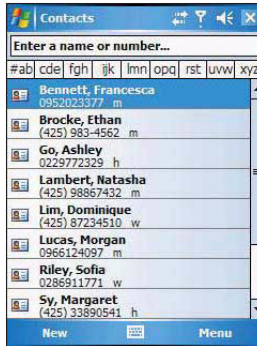 Contacts
Enter a name or number...
#ab cde fgh ijk lmn opq rst uvw xyz
Bennett, Francesca
0952023377 m
Brocke, Ethan
(425) 983-4562 m
Go, Ashley
0229772329 h
Lambert, Natasha
(425) 98867432 m
Lim, Dominique
(425) 87234510 w
Lucas, Morgan
0966124097 m
Riley, Sofia
0286911771 w
Sy, Margaret
(425) 33890541 h
New Menu